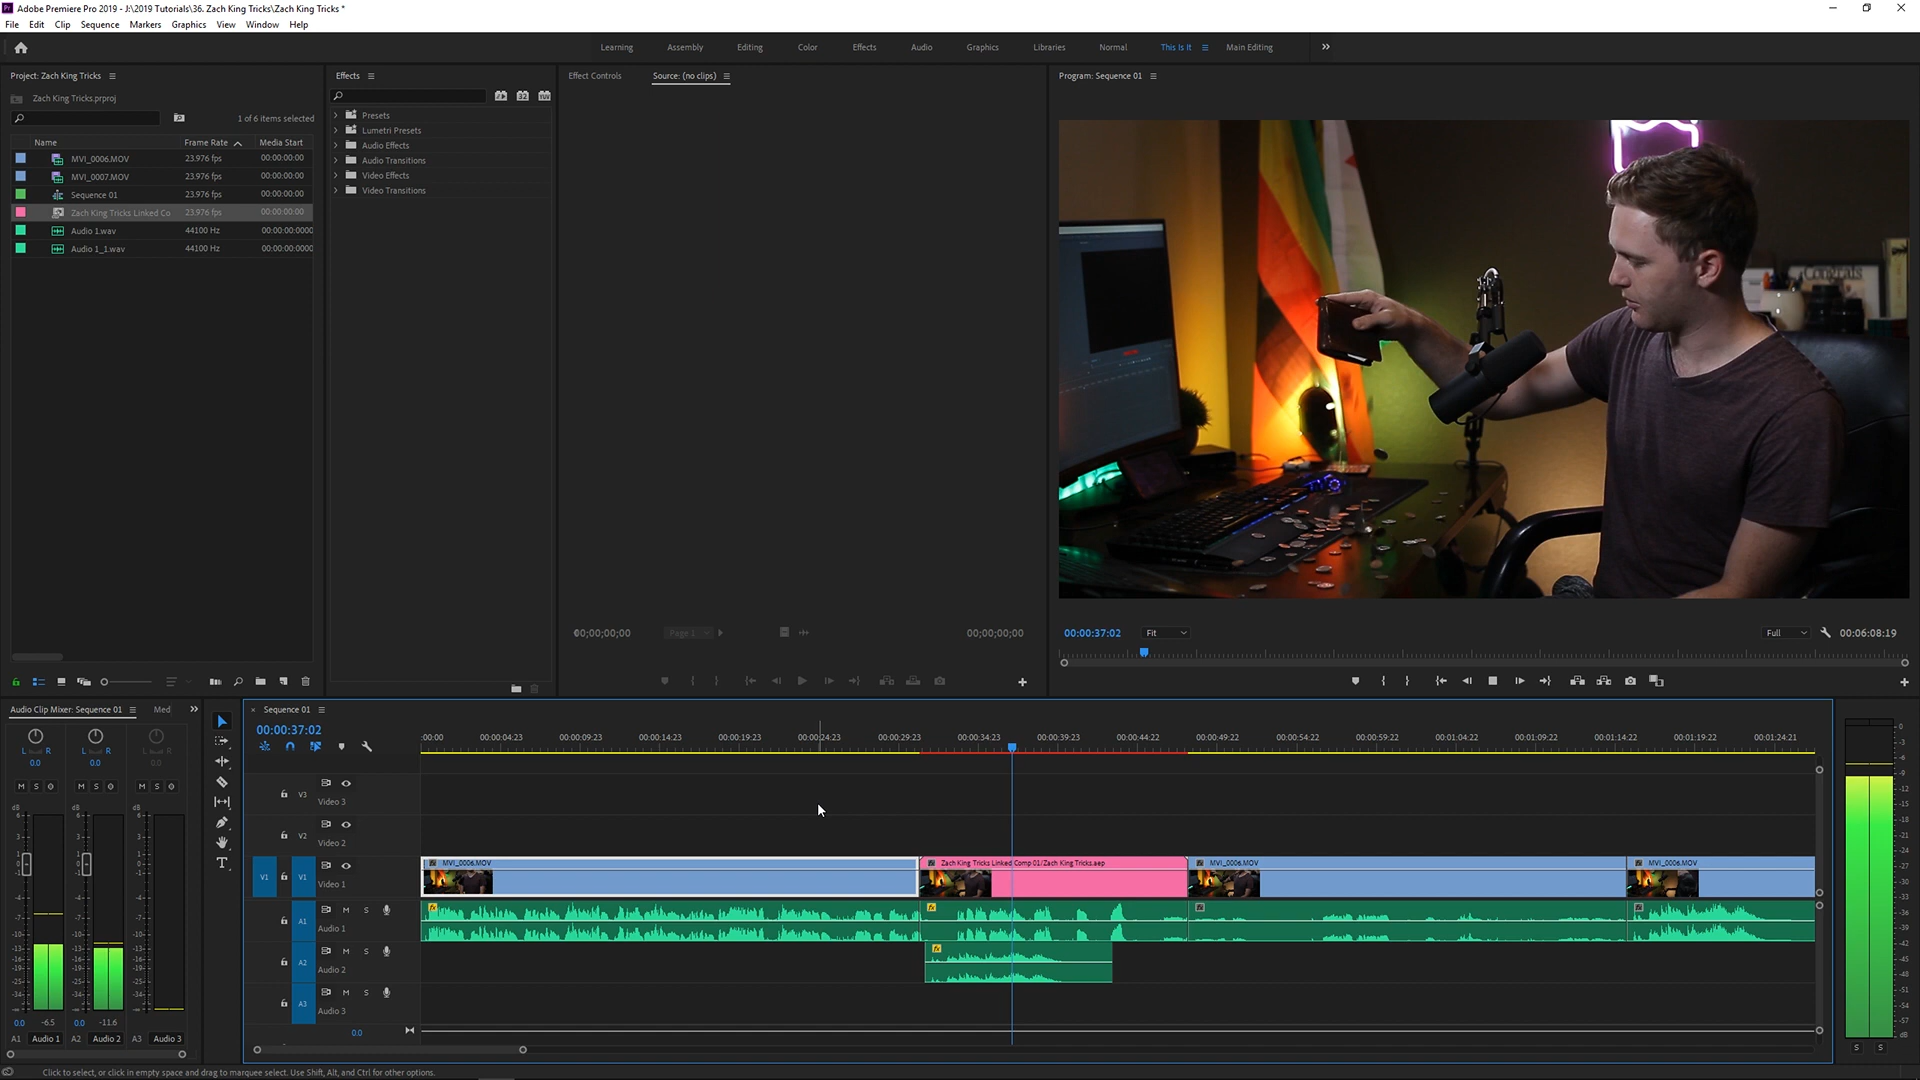 Adobe Premiere Pro 2019 - J:\2019 Tutorials\36. Zach King Tricks\Zach King Tricks *
File Edit Clip Sequence Markers Graphics View Window Help
Learning Assembly Editing Color Effects Audio Graphics Libraries Normal This Is It Main Editing
Project: Zach King Tricks
Effects
Effect Controls
Source: (no clips)
Program: Sequence 01
Zach King Tricks.prproj
1 of 6 items selected
Name Frame Rate Media Start
MVI_0006.MOV 23.976 fps 00:00:00:00
MVI_0007.MOV 23.976 fps 00:00:00:00
Sequence 01 23.976 fps 00:00:00:00
Zach King Tricks Linked Co 23.976 fps 00:00:00:00
Audio 1.wav 44100 Hz 00:00:00:0000
Audio 1_1.wav 44100 Hz 00:00:00:0000
Presets
Lumetri Presets
Audio Effects
Audio Transitions
Video Effects
Video Transitions
Congrats
00;00;00;00
Page 1
00;00;00;00
00:00:37:02
Fit
Full
00:06:08:19
Audio Clip Mixer: Sequence 01
Med
Sequence 01
00:00:37:02
:00:00 00:00:04:23 00:00:09:23 00:00:14:23 00:00:19:23 00:00:24:23 00:00:29:23 00:00:34:23 00:00:39:23 00:00:44:22 00:00:49:22 00:00:54:22 00:00:59:22 00:01:04:22 00:01:09:22 00:01:14:22 00:01:19:22 00:01:24:21
L R L R
0.0 0.0 0.0
M S M S M S
dB dB dB
V3 Video 3
V2 Video 2
V1 V1 Video 1
MVI_0006.MOV
Zach King Tricks Linked Comp 01/Zach King Tricks.aep
MVI_0006.MOV
MVI_0006.MOV
A1 M S Audio 1
A2 M S Audio 2
A3 M S Audio 3
0.0
0.0 -6.5 0.0 -11.6
A1 Audio 1 A2 Audio 2 A3 Audio 3
S S
Click to select, or click in empty space and drag to marquee select. Use Shift, Alt, and Ctrl for other options.